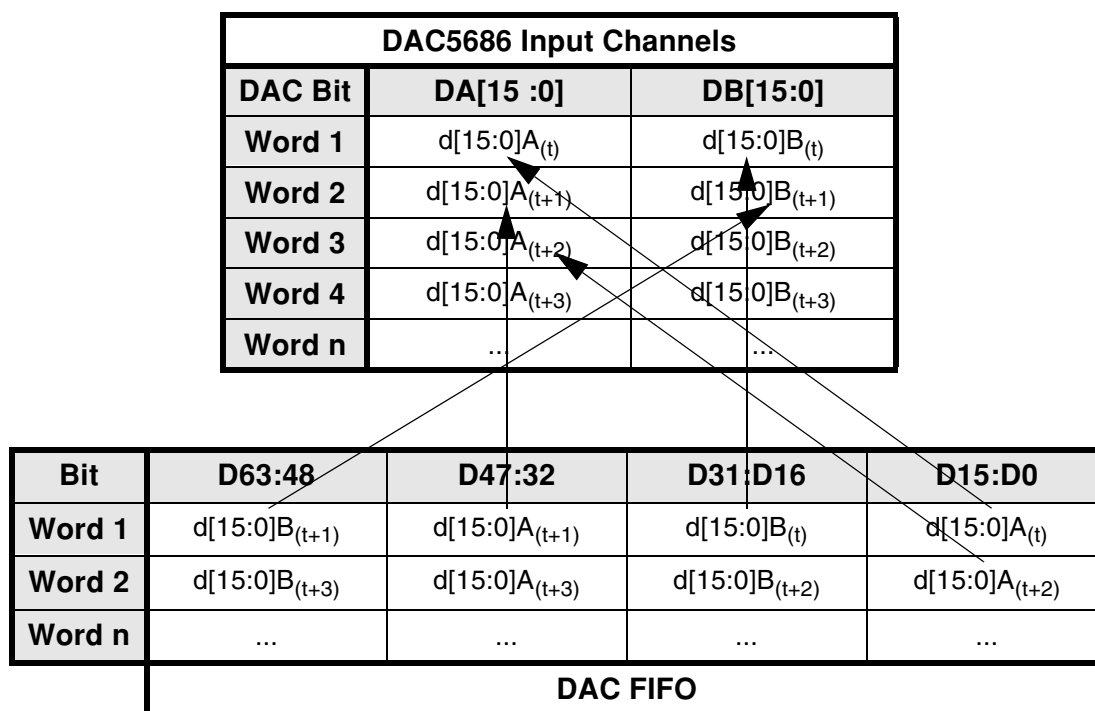 DAC5686 Input Channels
DAC Bit DA[15 :0] DB[15:0]
Word 1 d[15:0]A(t) d[15:0]B(t)
Word 2 d[15:0]A(t+1) d[15:0]B(t+1)
Word 3 d[15:0]A(t+2) d[15:0]B(t+2)
Word 4 d[15:0]A(t+3) d[15:0]B(t+3)
Word n ... ...
Bit D63:48 D47:32 D31:D16 D15:D0
Word 1 d[15:0]B(t+1) d[15:0]A(t+1) d[15:0]B(t) d[15:0]A(t)
Word 2 d[15:0]B(t+3) d[15:0]A(t+3) d[15:0]B(t+2) d[15:0]A(t+2)
Word n ... ... ... ...
DAC FIFO